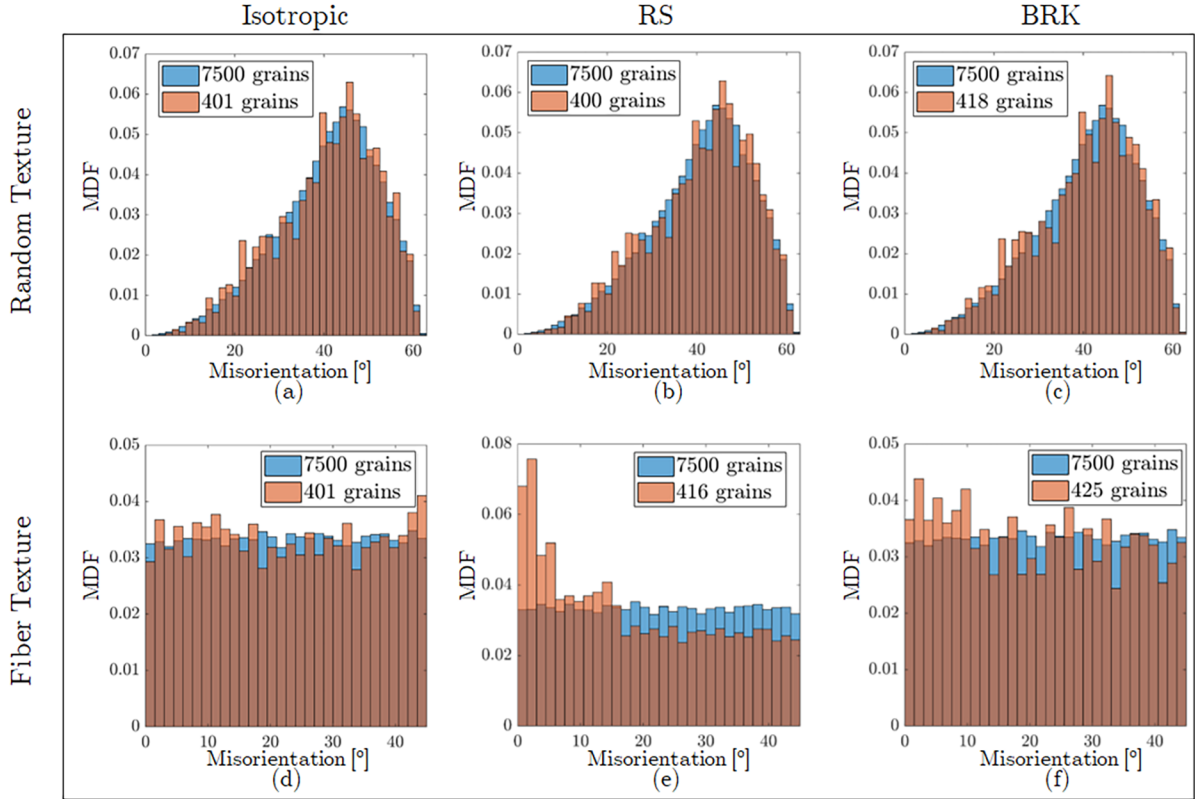 Isotropic RS BRK
Random Texture
0.07
0.06
0.05
0.04
0.03
0.02
0.01
0
MDF
7500 grains
401 grains
0 20 40 60
Misorientation [°]
(a)
0.07
0.06
0.05
0.04
0.03
0.02
0.01
0
MDF
7500 grains
400 grains
0 20 40 60
Misorientation [°]
(b)
0.07
0.06
0.05
0.04
0.03
0.02
0.01
0
MDF
7500 grains
418 grains
0 20 40 60
Misorientation [°]
(c)
Fiber Texture
0.05
0.04
0.03
0.02
0.01
0
MDF
7500 grains
401 grains
0 10 20 30 40
Misorientation [°]
(d)
0.08
0.06
0.04
0.02
0
MDF
7500 grains
416 grains
0 10 20 30 40
Misorientation [°]
(e)
0.05
0.04
0.03
0.02
0.01
0
MDF
7500 grains
425 grains
0 10 20 30 40
Misorientation [°]
(f)